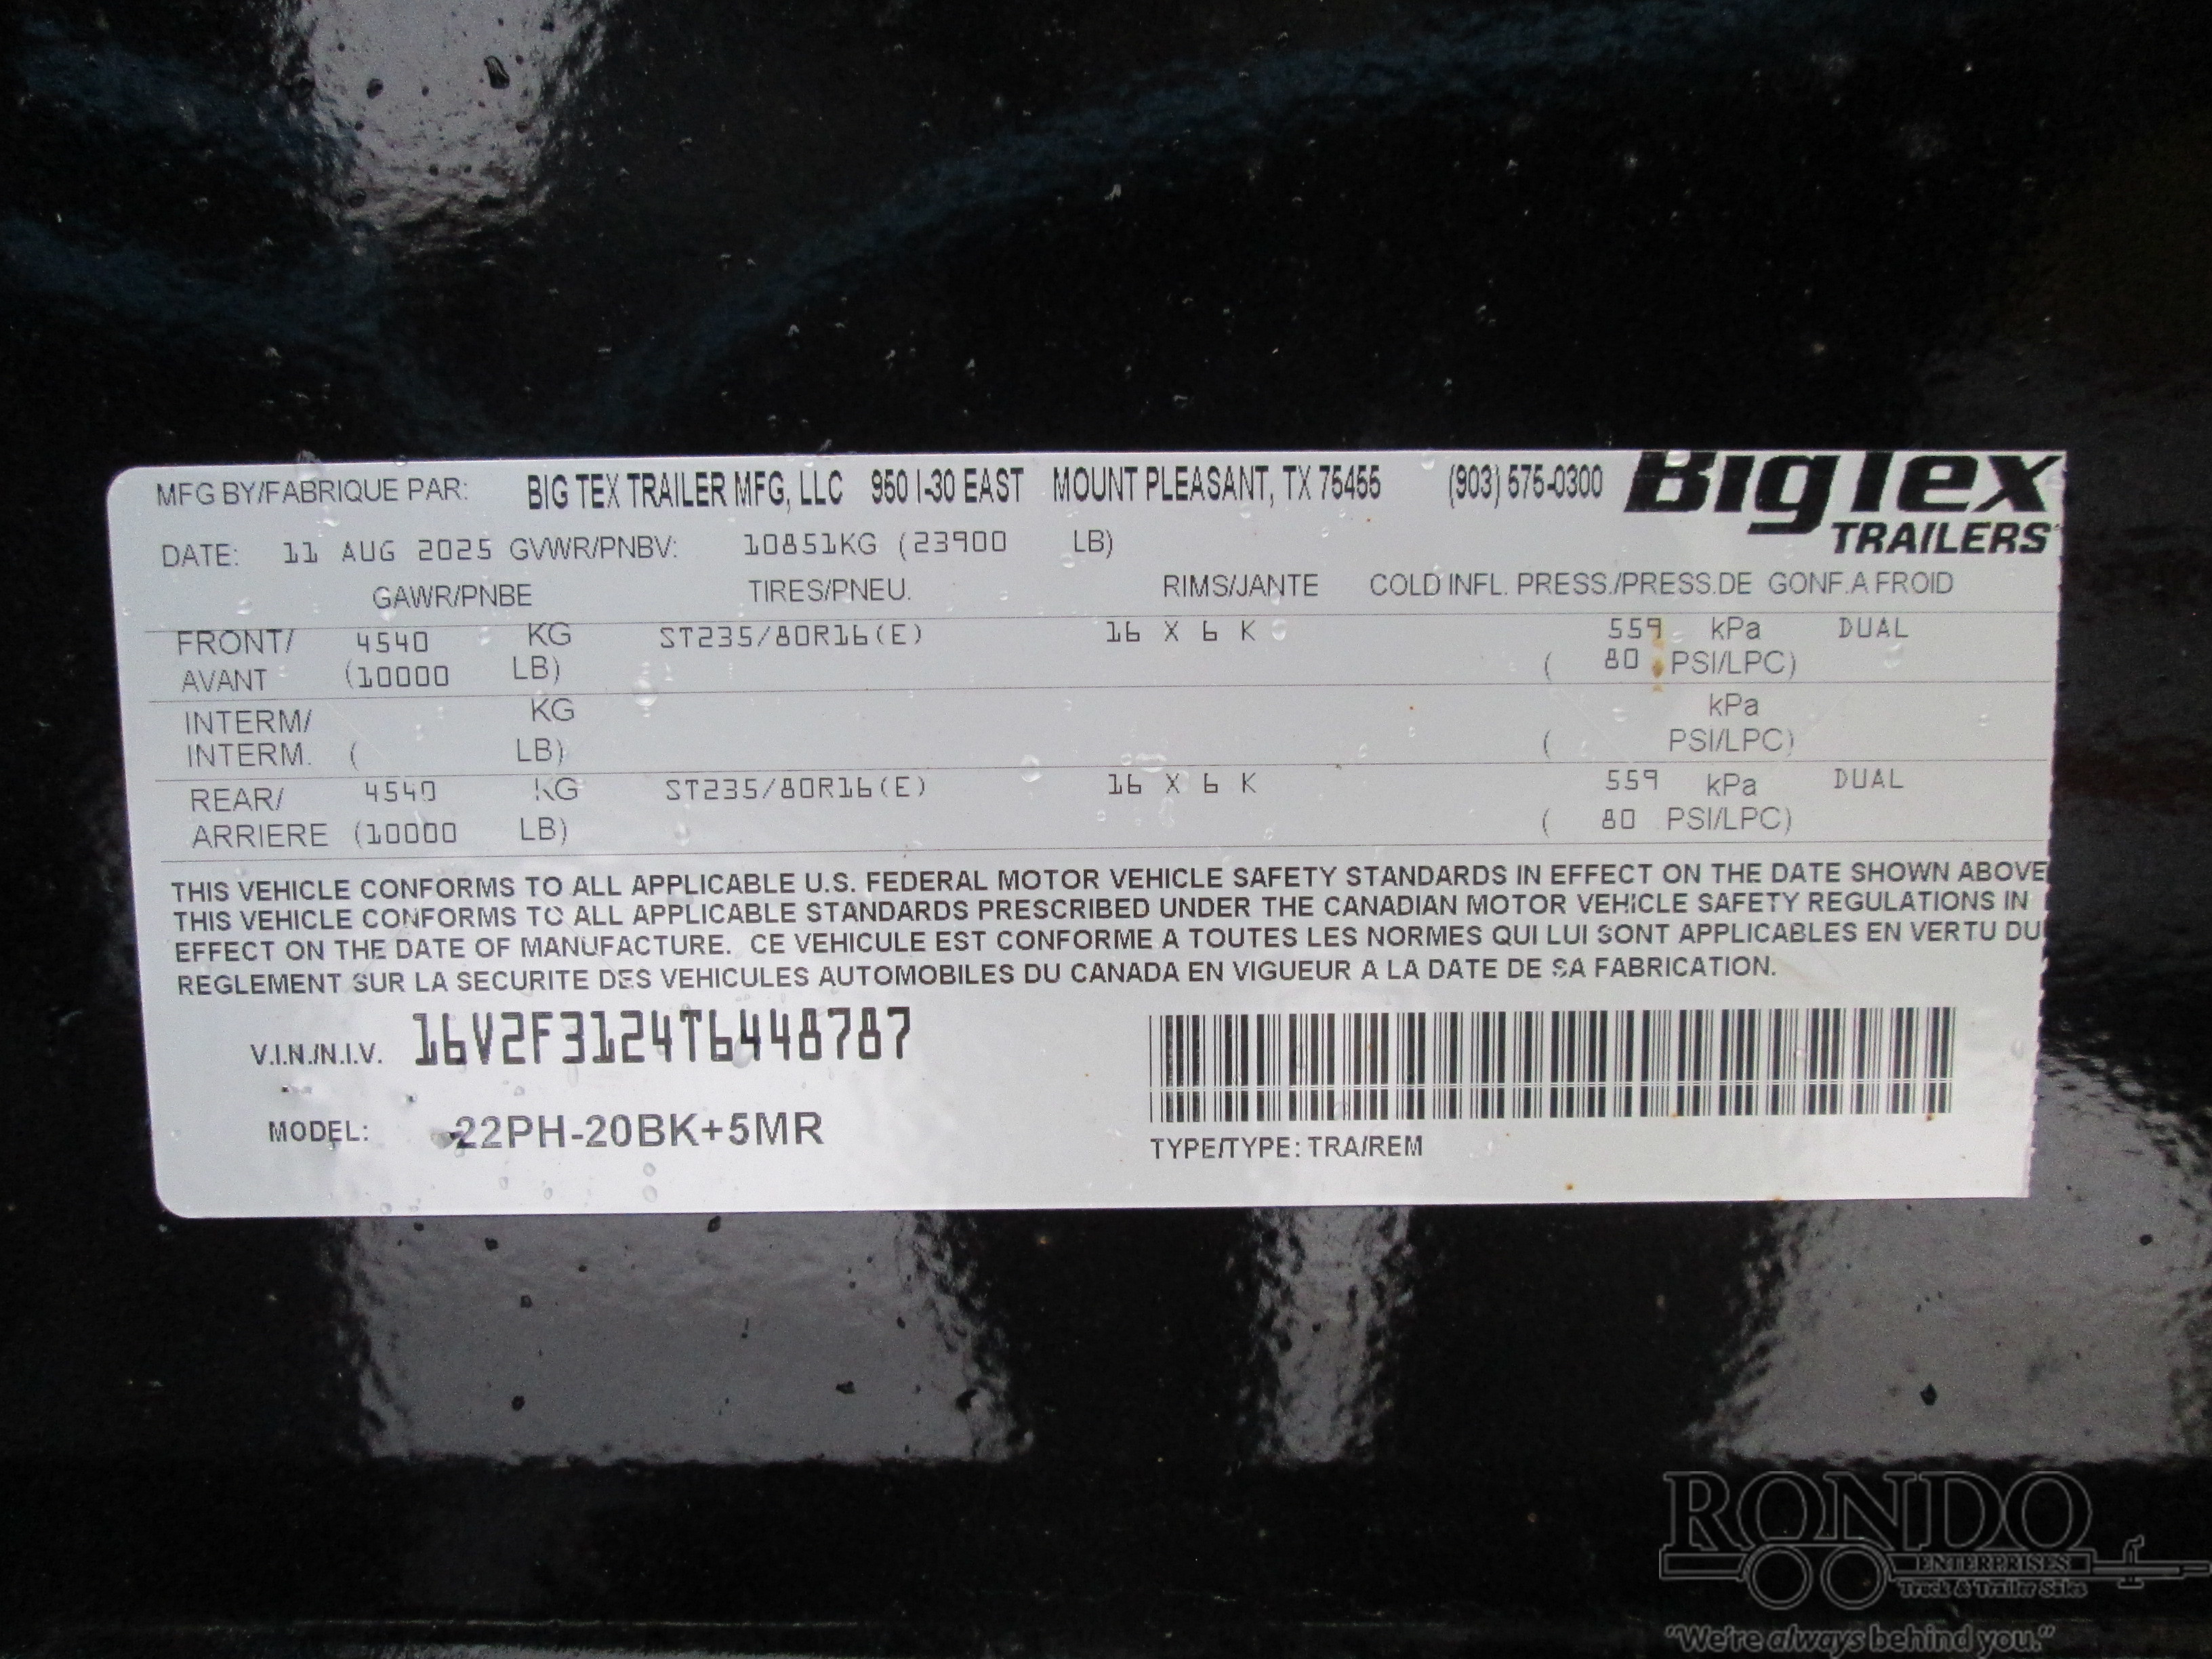 MFG BY/FABRIQUE PAR: BIG TEX TRAILER MFG, LLC 950 I-30 EAST MOUNT PLEASANT, TX 75455 (903) 575-0300 BigTex
TRAILERS
DATE: 11 AUG 2025 GVWR/PNBV: 10851KG (23900 LB)
GAWR/PNBE TIRES/PNEU. RIMS/JANTE COLD INFL. PRESS./PRESS.DE GONF.A FROID
FRONT/ 4540 KG ST235/80R16(E) 16 X 6 K 559 kPa DUAL
AVANT (10000 LB) ( 80 PSI/LPC)
INTERM/ KG kPa
INTERM. ( LB) ( PSI/LPC)
REAR/ 4540 KG ST235/80R16(E) 16 X 6 K 559 kPa DUAL
ARRIERE (10000 LB) ( 80 PSI/LPC)
THIS VEHICLE CONFORMS TO ALL APPLICABLE U.S. FEDERAL MOTOR VEHICLE SAFETY STANDARDS IN EFFECT ON THE DATE SHOWN ABOVE
THIS VEHICLE CONFORMS TO ALL APPLICABLE STANDARDS PRESCRIBED UNDER THE CANADIAN MOTOR VEHICLE SAFETY REGULATIONS IN
EFFECT ON THE DATE OF MANUFACTURE. CE VEHICULE EST CONFORME A TOUTES LES NORMES QUI LUI SONT APPLICABLES EN VERTU DU
REGLEMENT SUR LA SECURITE DES VEHICULES AUTOMOBILES DU CANADA EN VIGUEUR A LA DATE DE SA FABRICATION.
V.I.N./N.I.V. 16V2F3124T6448787
MODEL: 22PH-20BK+5MR
TYPE/TYPE: TRA/REM
RONDO
ENTERPRISES
Truck & Trailer Sales
"We're always behind you."